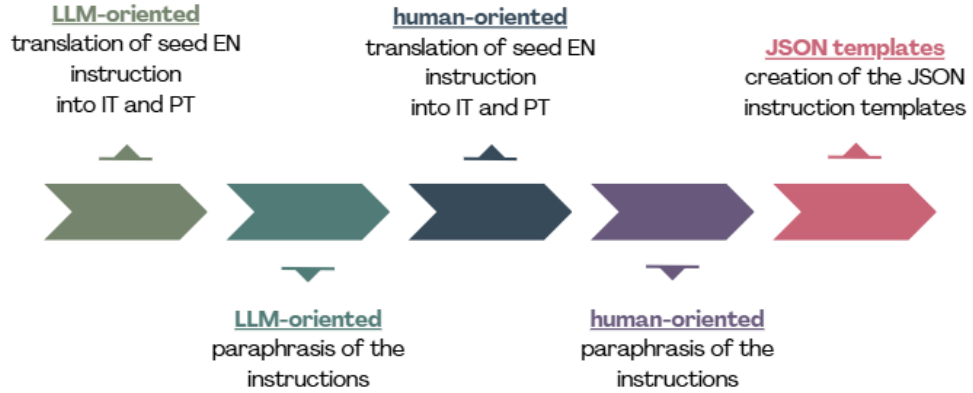 LLM-oriented
translation of seed EN
instruction
into IT and PT
LLM-oriented
paraphrasis of the
instructions
human-oriented
translation of seed EN
instruction
into IT and PT
human-oriented
paraphrasis of the
instructions
JSON templates
creation of the JSON
instruction templates